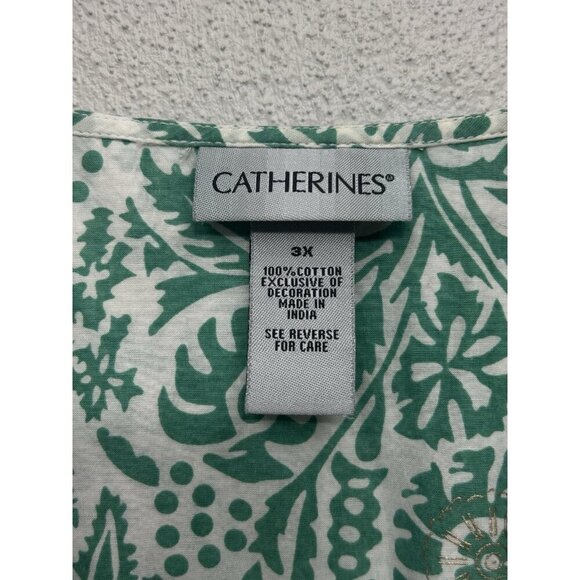 CATHERINES®
3X
100%COTTON
EXCLUSIVE OF
DECORATION
MADE IN
INDIA
SEE REVERSE
FOR CARE